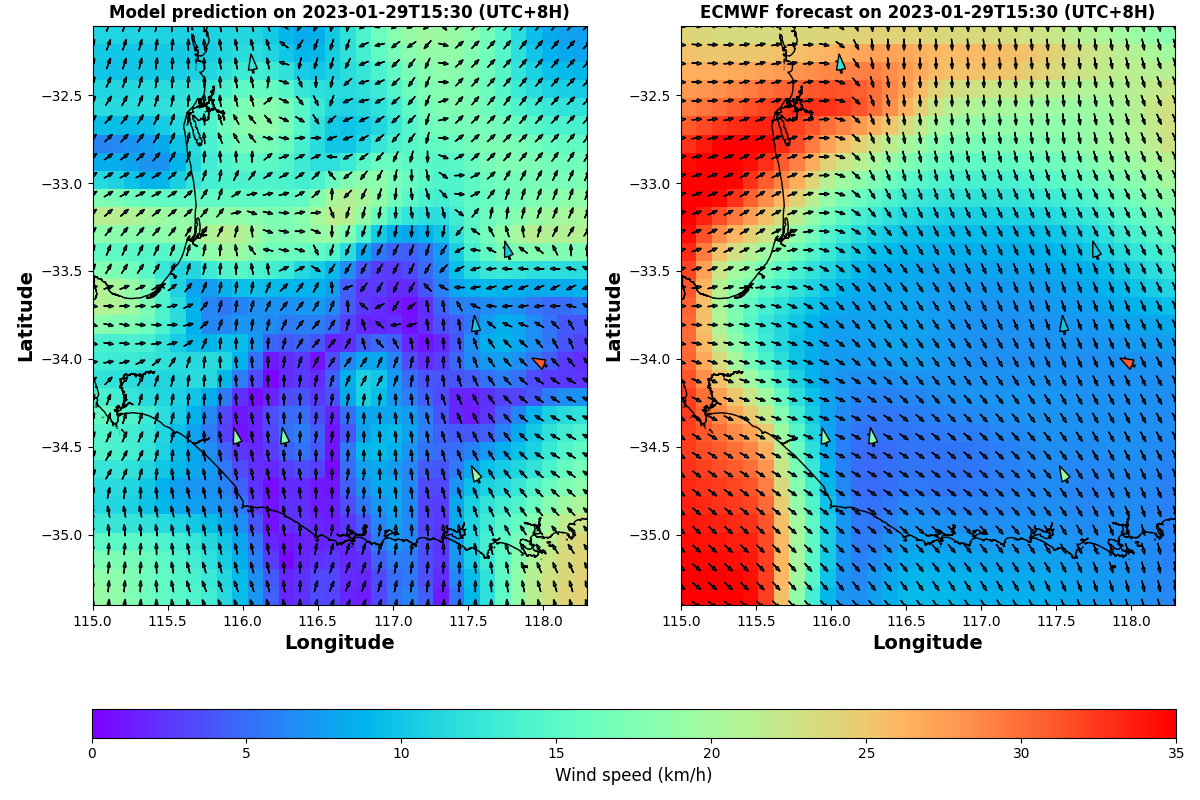 Model prediction on 2023-01-29T15:30 (UTC+8H)
ECMWF forecast on 2023-01-29T15:30 (UTC+8H)
−32.5
−33.0
−33.5
−34.0
−34.5
−35.0
Latitude
115.0 115.5 116.0 116.5 117.0 117.5 118.0
Longitude
−32.5
−33.0
−33.5
−34.0
−34.5
−35.0
Latitude
115.0 115.5 116.0 116.5 117.0 117.5 118.0
Longitude
0 5 10 15 20 25 30 35
Wind speed (km/h)